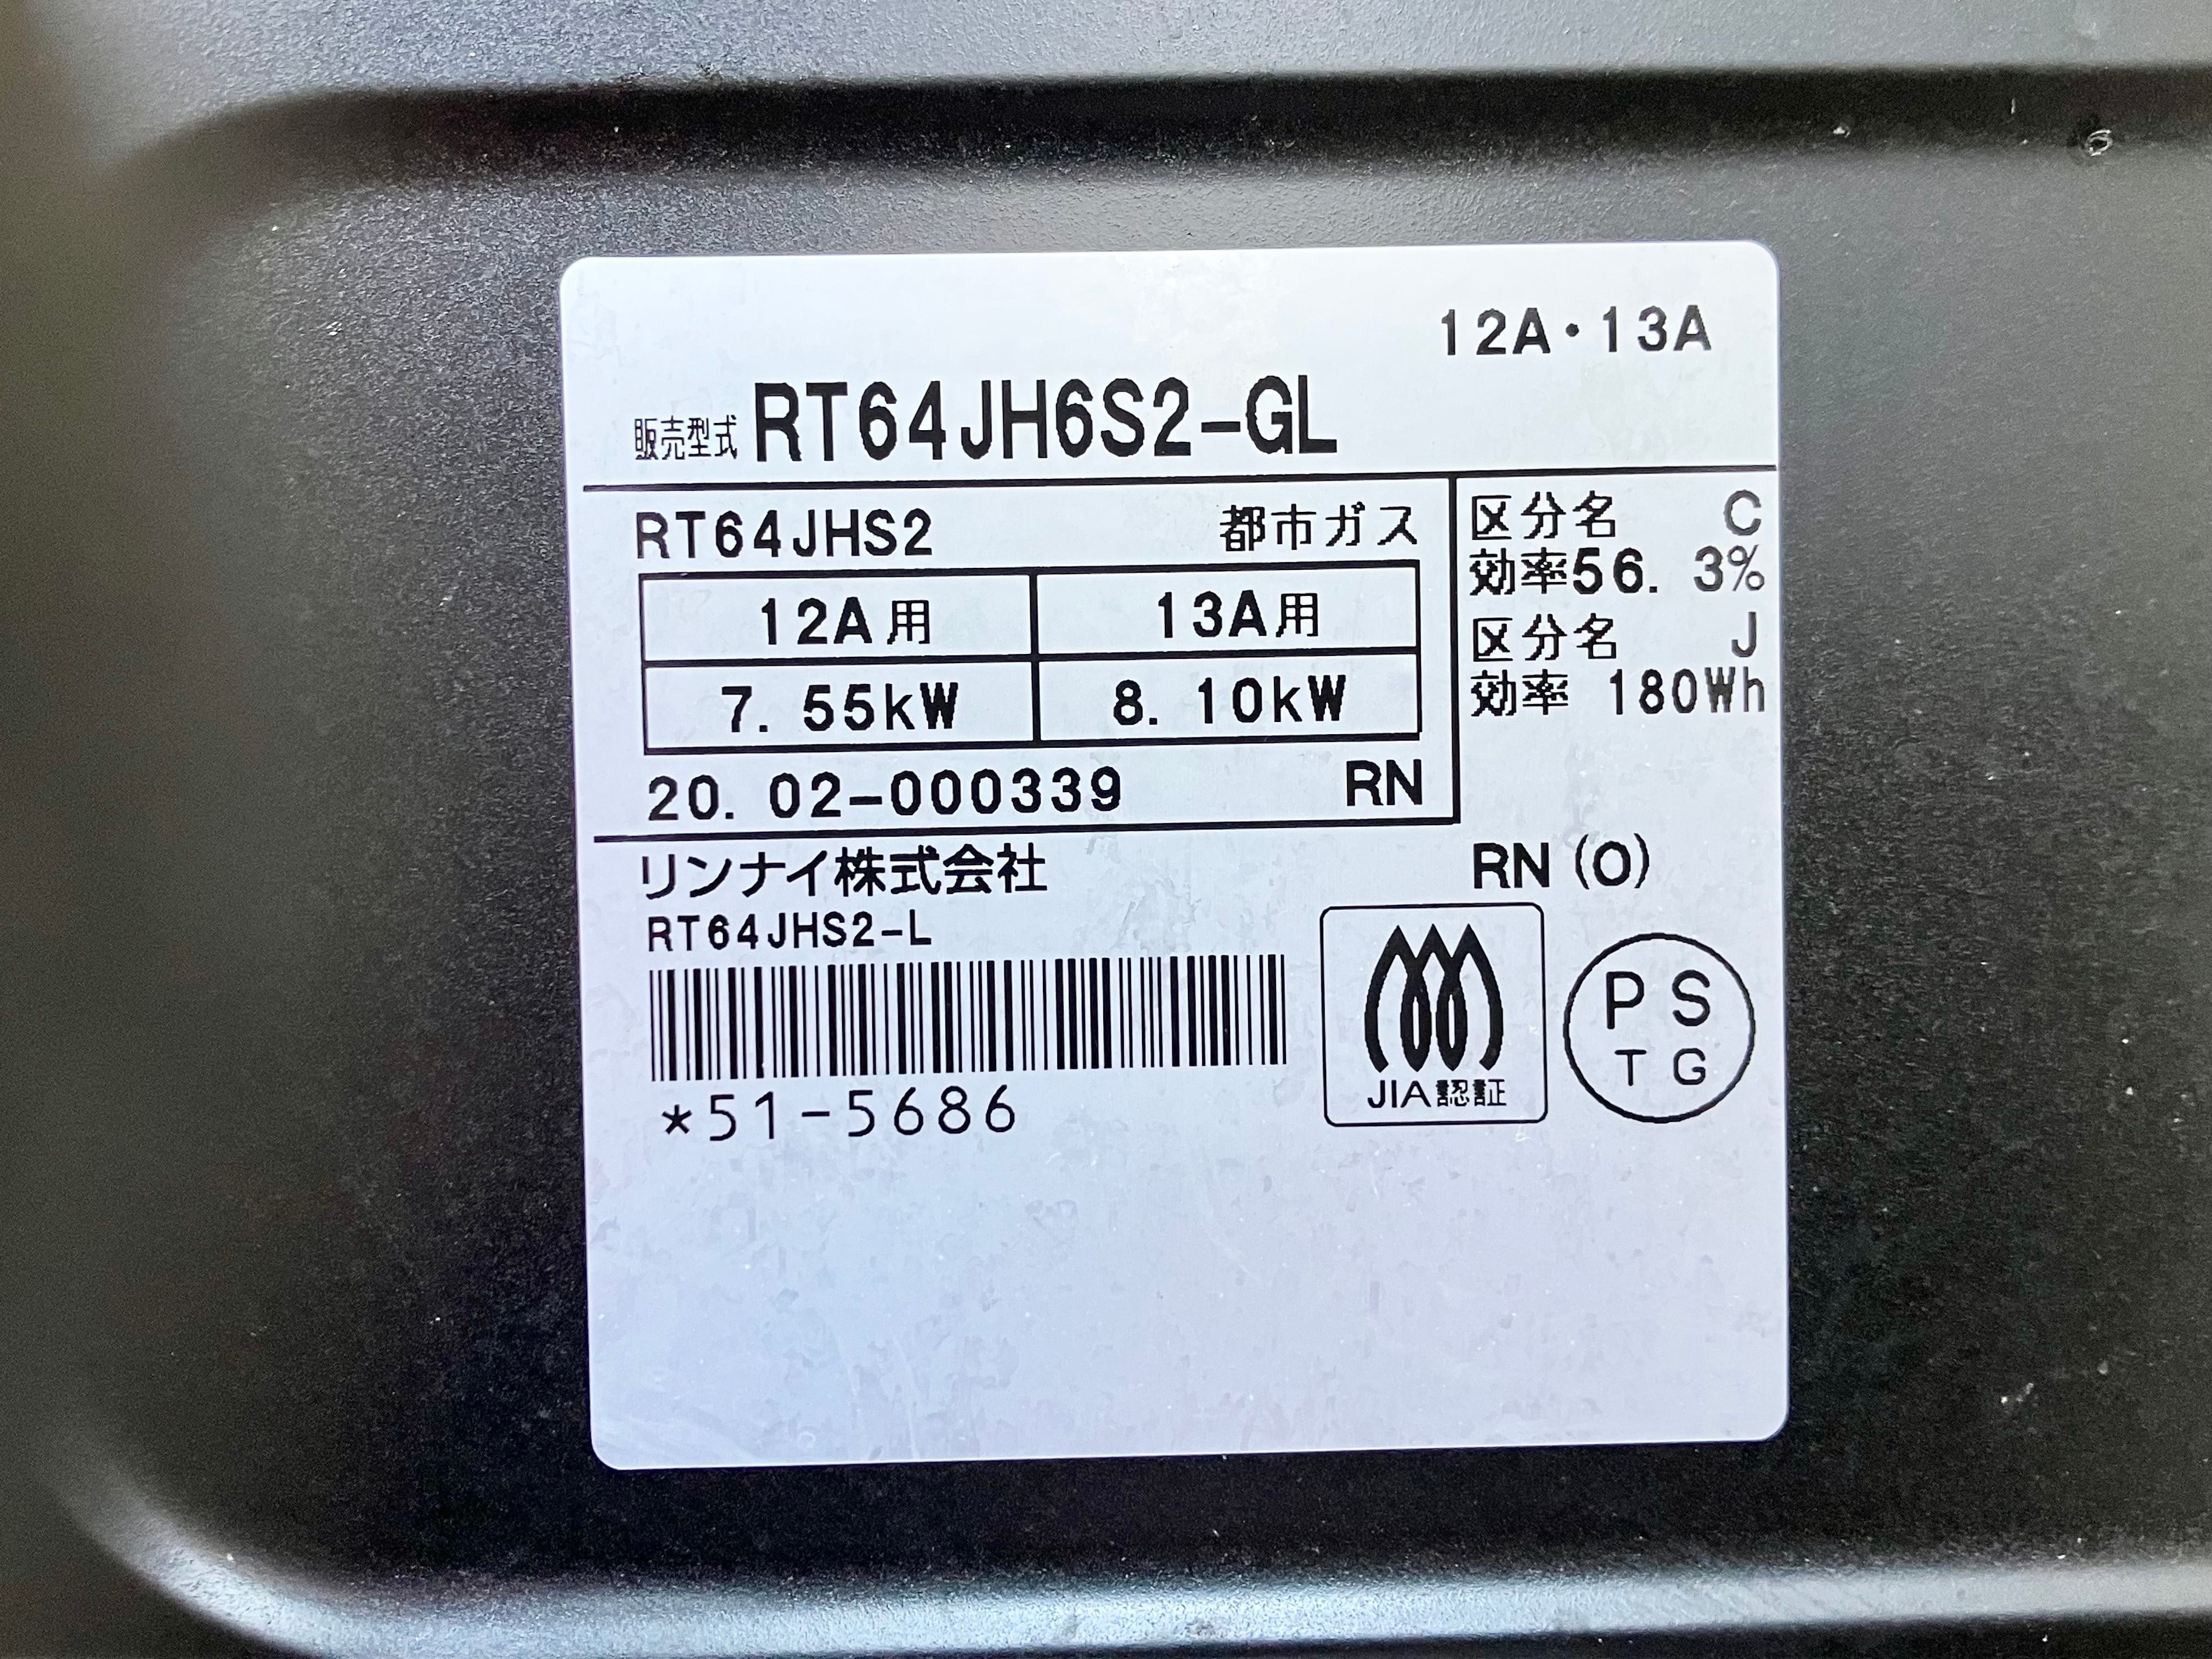 12A・13A
販売型式 RT64JH6S2-GL
RT64JHS2 都市ガス
12A用 13A用
7.55kW 8.10kW
20.02-000339 RN
区分名 C
効率56.3%
区分名 J
効率 180Wh
リンナイ株式会社
RN(O)
RT64JHS2-L
*51-5686
JIA認証
PS
TG